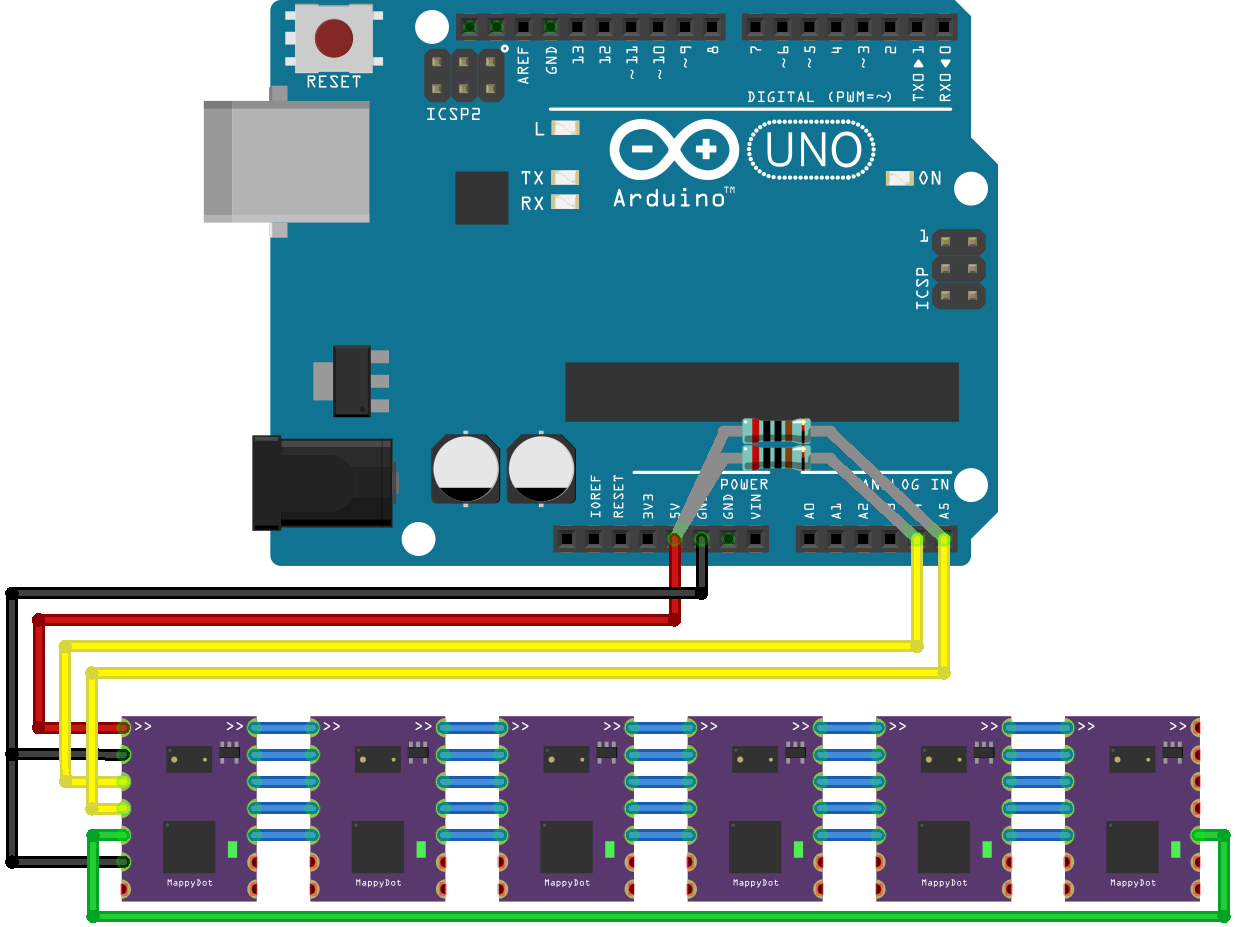 RESET
AREF
GND
13
12
~11
~10
~9
8
7
~6
~5
4
~3
2
TX0▶1
RX0◀0
ICSP2
DIGITAL (PWM=~)
L
UNO
TX
RX
Arduino™
ON
1
ICSP
POWER
ANALOG IN
IOREF
RESET
3V3
5V
GND
GND
VIN
A0
A1
A2
A5
>> >> >> >> >> >> >> >> >> >> >> >>
MappyDot MappyDot MappyDot MappyDot MappyDot MappyDot